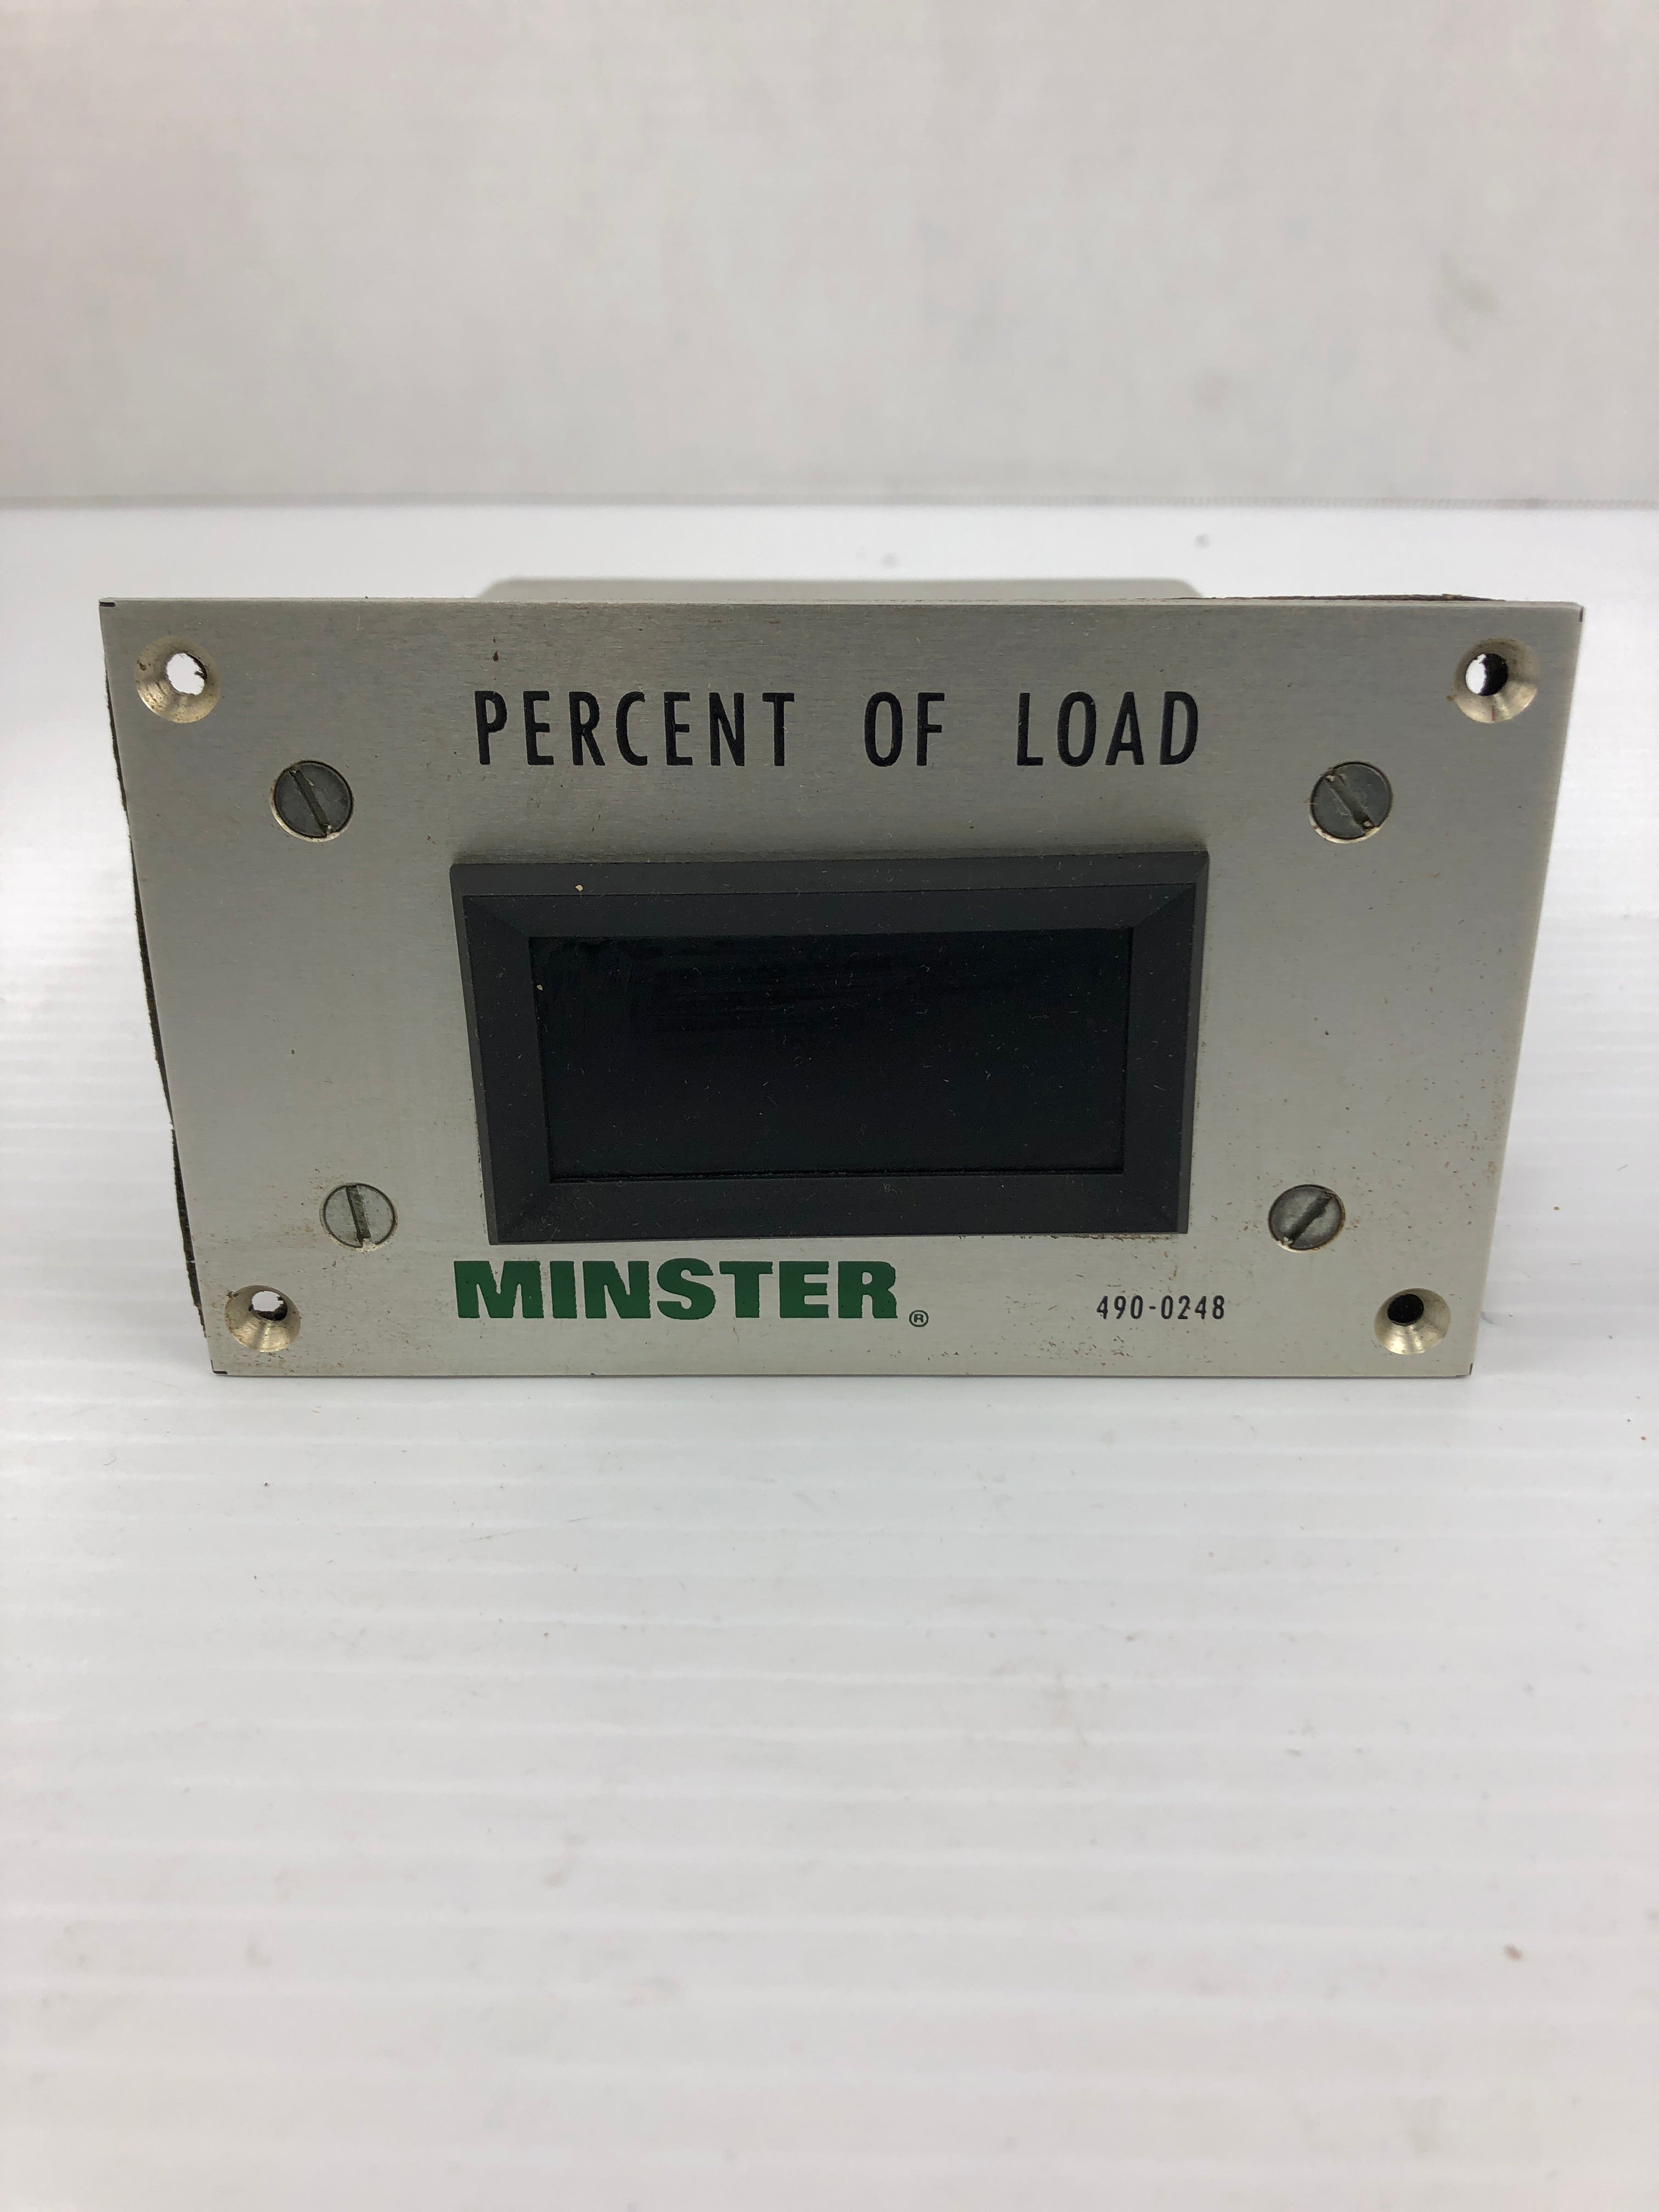 PERCENT OF LOAD
MINSTER®
490-0248